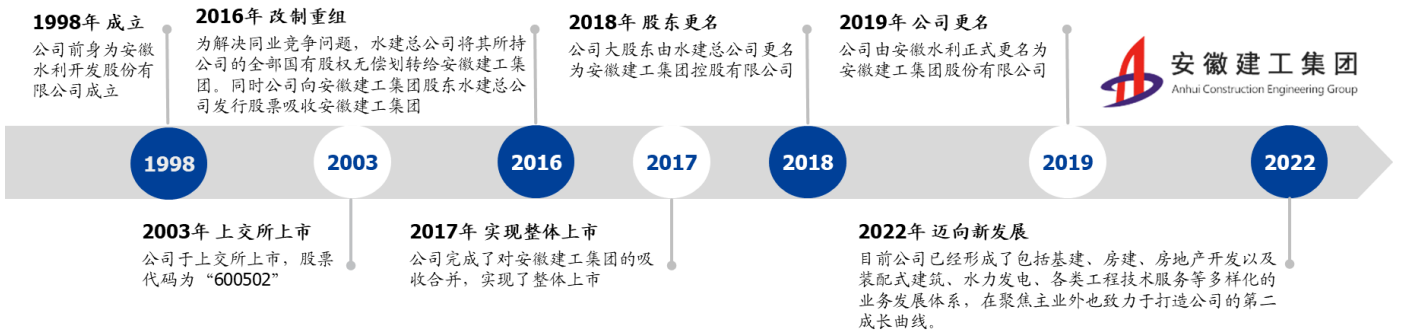 1998年 成立
公司前身为安徽
水利开发股份有
限公司成立
2016年 改制重组
为解决同业竞争问题，水建总公司将其所持
公司的全部国有股权无偿划转给安徽建工集
团。同时公司向安徽建工集团股东水建总公
司发行股票吸收安徽建工集团
2018年 股东更名
公司大股东由水建总公司更名
为安徽建工集团控股有限公司
2019年 公司更名
公司由安徽水利正式更名为
安徽建工集团股份有限公司
安徽建工集团
Anhui Construction Engineering Group
1998
2003
2016
2017
2018
2019
2022
2003年 上交所上市
公司于上交所上市，股票
代码为“600502”
2017年 实现整体上市
公司完成了对安徽建工集团的吸
收合并，实现了整体上市
2022年 迈向新发展
目前公司已经形成了包括基建、房建、房地产开发以及
装配式建筑、水力发电、各类工程技术服务等多样化的
业务发展体系，在聚焦主业外也致力于打造公司的第二
成长曲线。